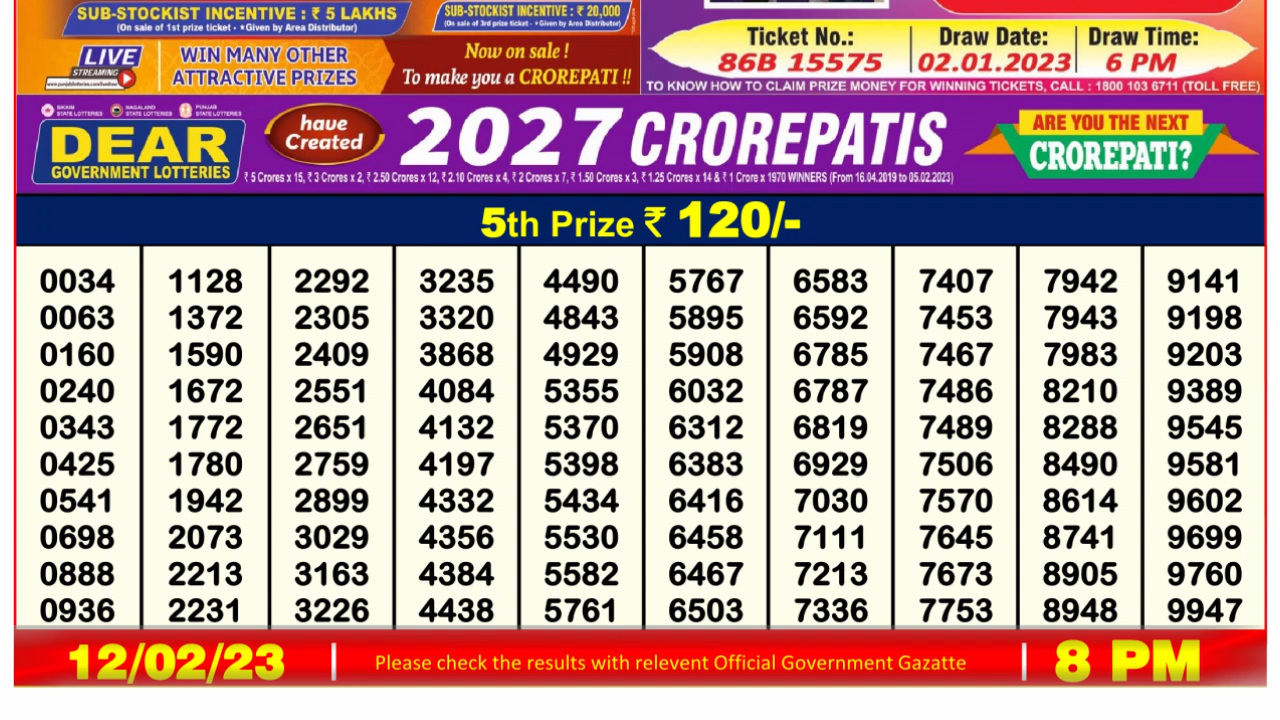 SUB-STOCKIST INCENTIVE : ₹ 5 LAKHS
(On sale of 1st prize ticket - *Given by Area Distributor)
SUB-STOCKIST INCENTIVE : ₹ 20,000
(On sale of 3rd prize ticket - *Given by Area Distributor)
LIVE
STREAMING
WIN MANY OTHER
ATTRACTIVE PRIZES
Now on sale !
To make you a CROREPATI !!
Ticket No.: Draw Date: Draw Time:
86B 15575 02.01.2023 6 PM
TO KNOW HOW TO CLAIM PRIZE MONEY FOR WINNING TICKETS, CALL : 1800 103 6711 (TOLL FREE)
SIKKIM STATE LOTTERIES
NAGALAND STATE LOTTERIES
PUNJAB STATE LOTTERIES
DEAR
GOVERNMENT LOTTERIES
have
Created
2027 CROREPATIS
₹ 5 Crores x 15, ₹ 3 Crores x 2, ₹ 2.50 Crores x 12, ₹ 2.10 Crores x 4, ₹ 2 Crores x 7, ₹ 1.50 Crores x 3, ₹ 1.25 Crores x 14 & ₹ 1 Crore x 1970 WINNERS (From 16.04.2019 to 05.02.2023)
ARE YOU THE NEXT
CROREPATI?
5th Prize ₹ 120/-
0034 1128 2292 3235 4490 5767 6583 7407 7942 9141
0063 1372 2305 3320 4843 5895 6592 7453 7943 9198
0160 1590 2409 3868 4929 5908 6785 7467 7983 9203
0240 1672 2551 4084 5355 6032 6787 7486 8210 9389
0343 1772 2651 4132 5370 6312 6819 7489 8288 9545
0425 1780 2759 4197 5398 6383 6929 7506 8490 9581
0541 1942 2899 4332 5434 6416 7030 7570 8614 9602
0698 2073 3029 4356 5530 6458 7111 7645 8741 9699
0888 2213 3163 4384 5582 6467 7213 7673 8905 9760
0936 2231 3226 4438 5761 6503 7336 7753 8948 9947
12/02/23 Please check the results with relevent Official Government Gazatte 8 PM